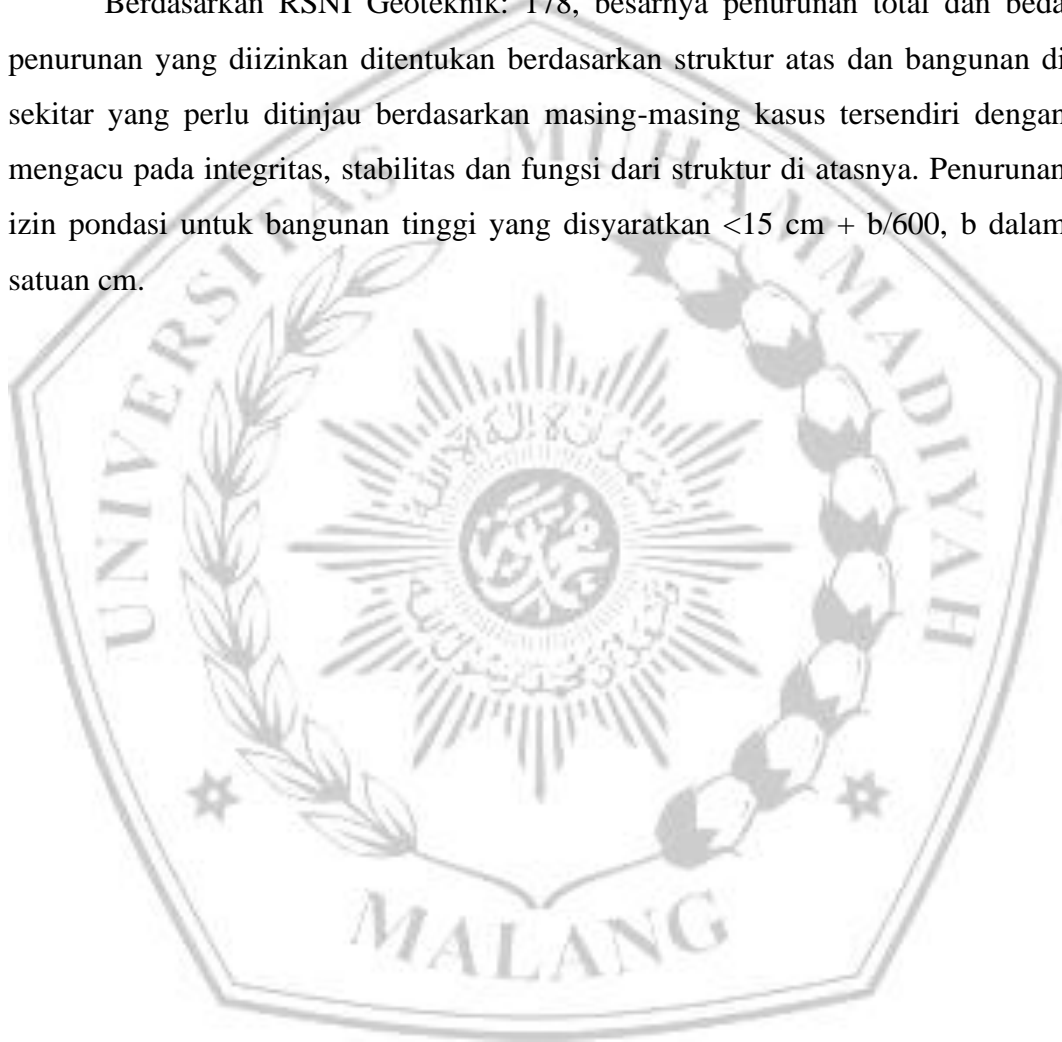 Berdasarkan RSNI Geoteknik: 178, besarnya penurunan total dan beda
penurunan yang diizinkan ditentukan berdasarkan struktur atas dan bangunan di
sekitar yang perlu ditinjau berdasarkan masing-masing kasus tersendiri dengan
mengacu pada integritas, stabilitas dan fungsi dari struktur di atasnya. Penurunan
izin pondasi untuk bangunan tinggi yang disyaratkan <15 cm + b/600, b dalam
satuan cm.
UNIVERSITAS MUHAMMADIYAH
MALANG